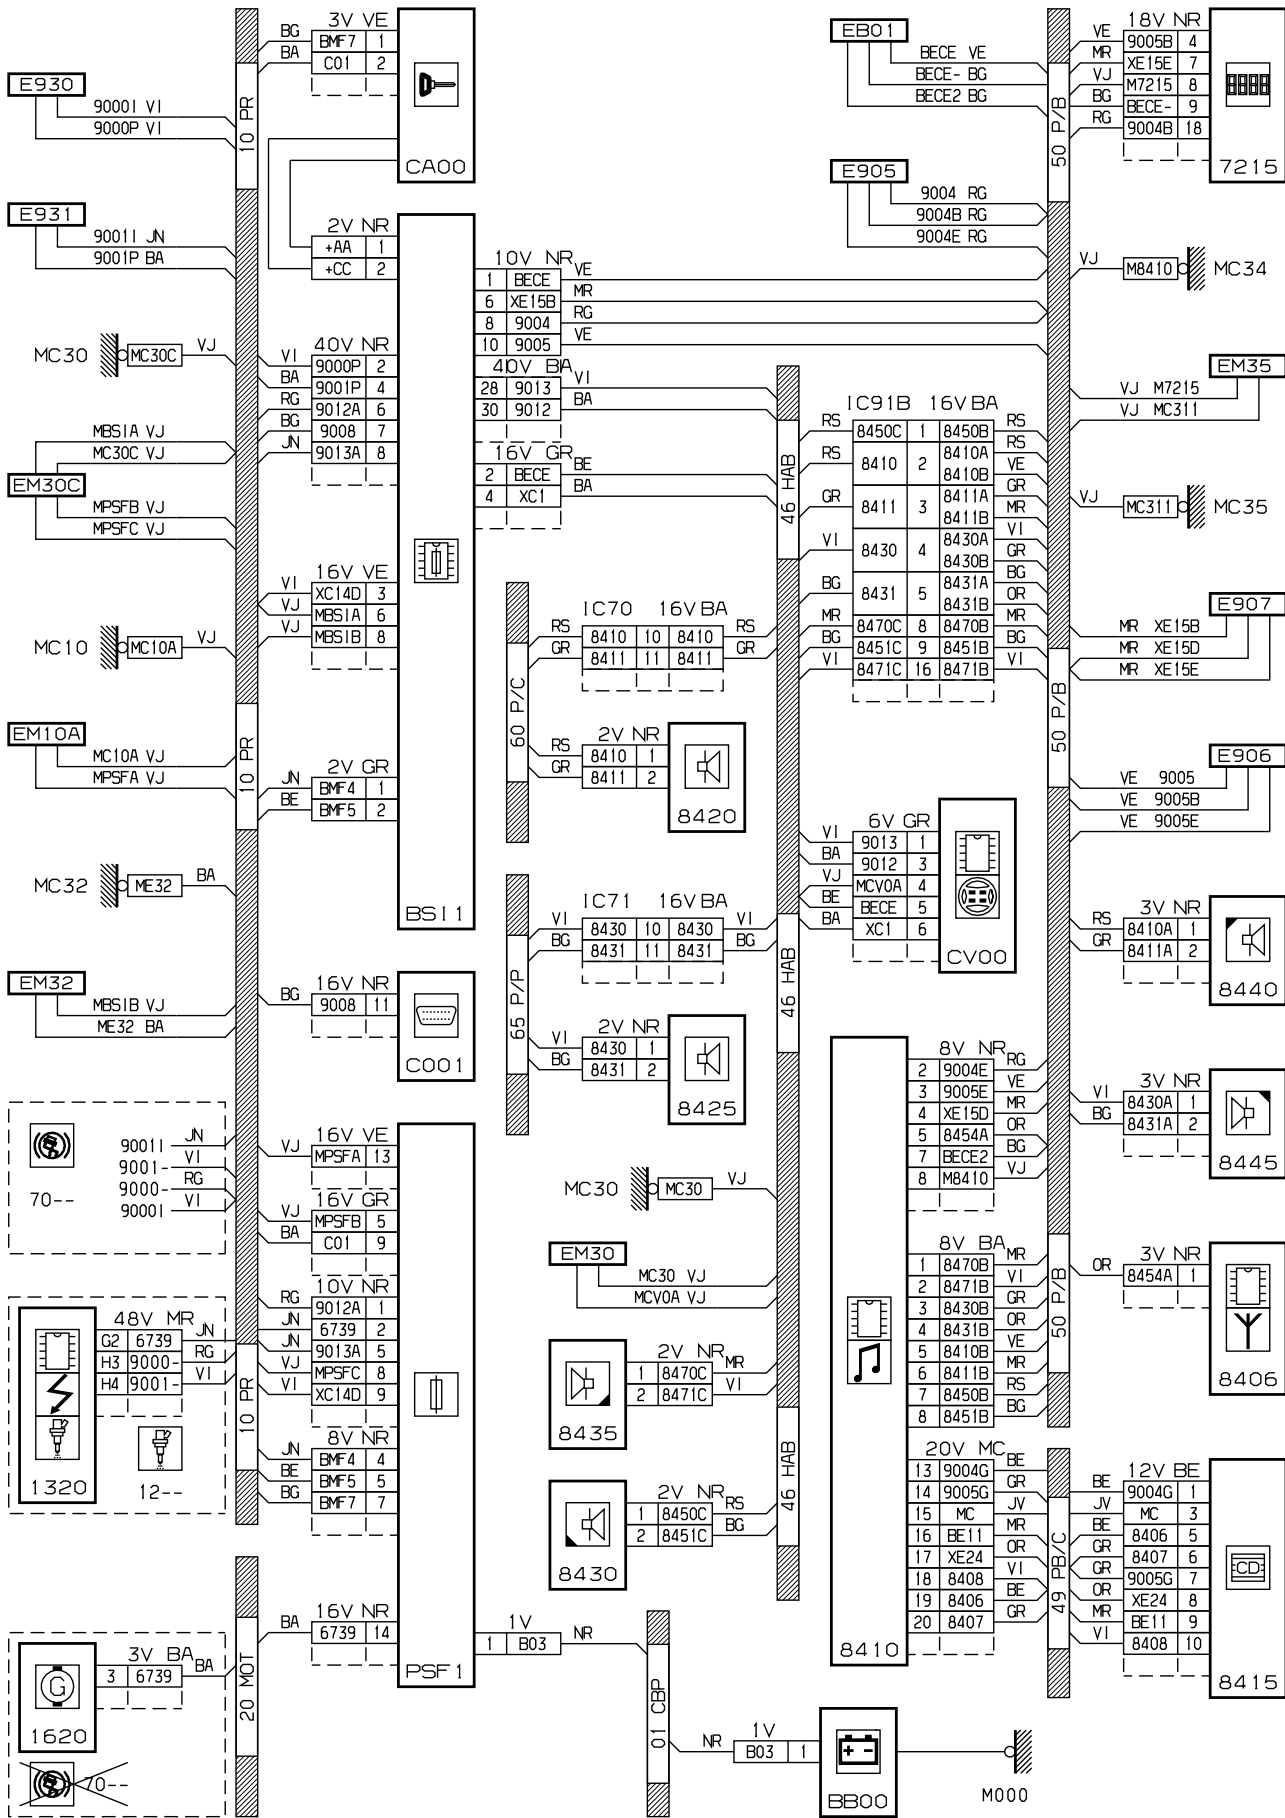 3V VE
BG BMF7 1
BA C01 2
CA00
E930
9000I VI
9000P VI
10 PR
E931
9001I JN
9001P BA
2V NR
+AA 1
+CC 2
MC30 MC30C VJ
40V NR
VI 9000P 2
BA 9001P 4
RG 9012A 6
BG 9008 7
JN 9013A 8
MBSIA VJ
MC30C VJ
EM30C
MPSFB VJ
MPSFC VJ
16V VE
VI XC14D 3
VJ MBSIA 6
VJ MBSIB 8
MC10 MC10A VJ
EM10A
MC10A VJ
MPSFA VJ
10 PR
2V GR
JN BMF4 1
BE BMF5 2
MC32 ME32 BA
BSI1
10V NR
1 BECE VE
6 XE15B MR
8 9004 RG
10 9005 VE
40V BA
28 9013 VI
30 9012 BA
16V GR
2 BECE BE
4 XC1 BA
EM32
MBSIB VJ
ME32 BA
16V NR
BG 9008 11
C001
70--
9001I JN
9001- VI
9000- RG
9000I VI
16V VE
VJ MPSFA 13
16V GR
VJ MPSFB 5
BA C01 9
10V NR
RG 9012A 1
JN 6739 2
JN 9013A 5
VJ MPSFC 8
VI XC14D 9
8V NR
JN BMF4 4
BE BMF5 5
BG BMF7 7
48V MR
G2 6739 JN
H3 9000- RG
H4 9001- VI
1320
12--
10 PR
16V NR
BA 6739 14
PSF1
3V BA
3 6739 BA
G
1620
70--
20 MOT
1V
1 B03 NR
01 CBP
1V
NR B03 1
+ -
BB00
M000
60 P/C
IC70 16V BA
RS 8410 10 8410 RS
GR 8411 11 8411 GR
2V NR
RS 8410 1
GR 8411 2
8420
65 P/P
IC71 16V BA
VI 8430 10 8430 VI
BG 8431 11 8431 BG
2V NR
VI 8430 1
BG 8431 2
8425
MC30 MC30 VJ
EM30
MC30 VJ
MCV0A VJ
2V NR
1 8470C MR
2 8471C VI
8435
2V NR
1 8450C RS
2 8451C BG
8430
46 HAB
46 HAB
46 HAB
EB01
BECE VE
BECE- BG
BECE2 BG
E905
9004 RG
9004B RG
9004E RG
50 P/B
18V NR
VE 9005B 4
MR XE15E 7
VJ M7215 8
BG BECE- 9
RG 9004B 18
7215
VJ M8410 MC34
EM35
VJ M7215
VJ MC311
VJ MC311 MC35
IC91B 16V BA
RS 8450C 1 8450B RS
RS 8410 2 8410A RS
8410B VE
GR 8411 3 8411A GR
8411B MR
VI 8430 4 8430A VI
8430B GR
BG 8431 5 8431A BG
8431B OR
MR 8470C 8 8470B MR
BG 8451C 9 8451B BG
VI 8471C 16 8471B VI
E907
MR XE15B
MR XE15D
MR XE15E
50 P/B
E906
VE 9005
VE 9005B
VE 9005E
6V GR
VI 9013 1
BA 9012 3
VJ MCV0A 4
BE BECE 5
BA XC1 6
CV00
3V NR
RS 8410A 1
GR 8411A 2
8440
3V NR
VI 8430A 1
BG 8431A 2
8445
8V NR
2 9004E RG
3 9005E VE
4 XE15D MR
5 8454A OR
7 BECE2 BG
8 M8410 VJ
8V BA
1 8470B MR
2 8471B VI
3 8430B GR
4 8431B OR
5 8410B VE
6 8411B MR
7 8450B RS
8 8451B BG
50 P/B
3V NR
OR 8454A 1
8406
20V MC
13 9004G BE
14 9005G GR
15 MC JV
16 BE11 MR
17 XE24 OR
18 8408 VI
19 8406 BE
20 8407 GR
8410
49 PB/C
12V BE
BE 9004G 1
JV MC 3
BE 8406 5
GR 8407 6
GR 9005G 7
OR XE24 8
MR BE11 9
VI 8408 10
CD
8415